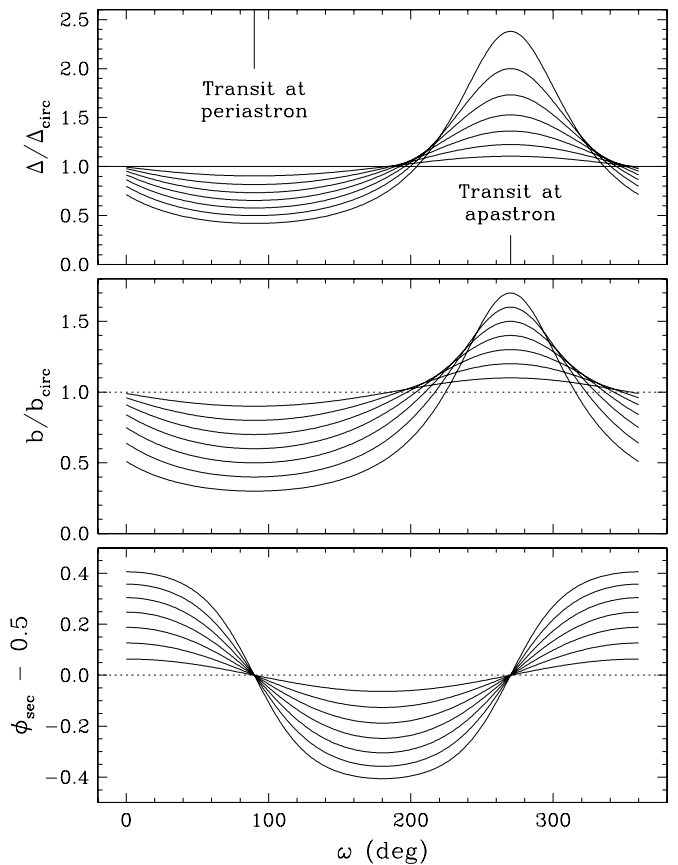 2.5
2.0
1.5
1.0
0.5
0.0
Δ/Δcirc
Transit at
periastron
Transit at
apastron
1.5
1.0
0.5
0.0
b/bcirc
0.4
0.2
0.0
−0.2
−0.4
ϕsec − 0.5
0 100 200 300
ω (deg)